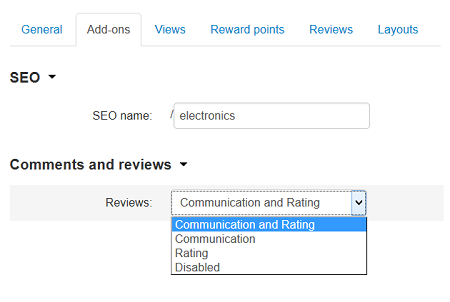 General Add-ons Views Reward points Reviews Layouts
SEO
SEO name: /electronics
Comments and reviews
Reviews: Communication and Rating
Communication and Rating
Communication
Rating
Disabled